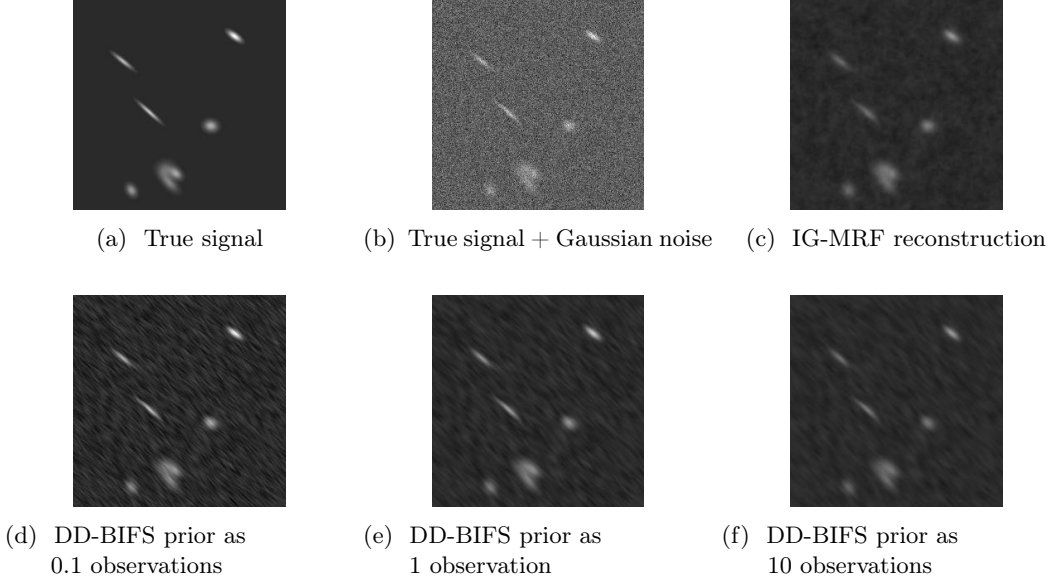 (a) True signal
(b) True signal + Gaussian noise
(c) IG-MRF reconstruction
(d) DD-BIFS prior as
0.1 observations
(e) DD-BIFS prior as
1 observation
(f) DD-BIFS prior as
10 observations